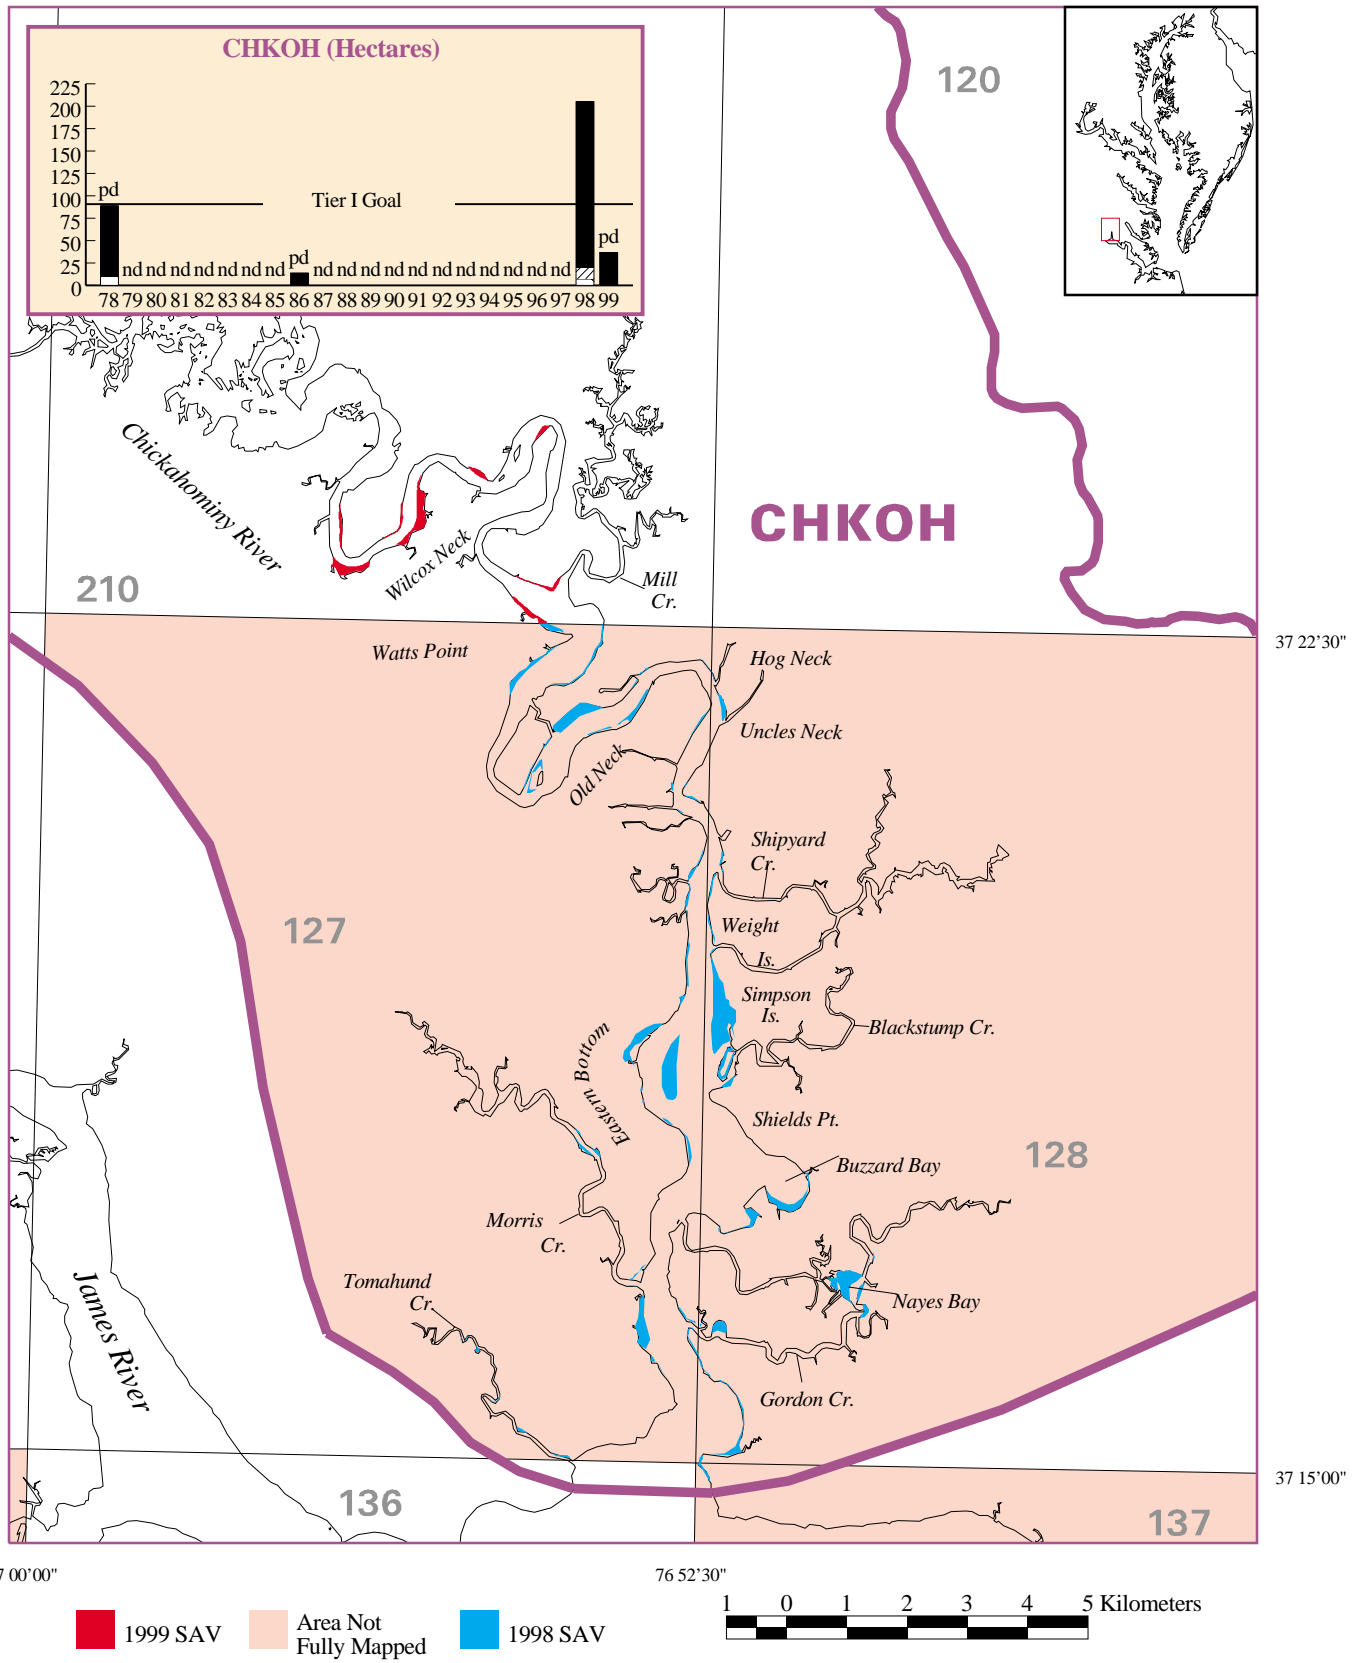 CHKOH (Hectares)
225
200
175
150
125
100
75
50
25
0
pd
Tier I Goal
nd nd nd nd nd nd nd pd nd nd nd nd nd nd nd nd nd nd nd pd
78 79 80 81 82 83 84 85 86 87 88 89 90 91 92 93 94 95 96 97 98 99
120
Chickahominy River
CHKOH
Wilcox Neck
Mill
Cr.
210
37 22'30"
Watts Point
Hog Neck
Uncles Neck
Old Neck
Shipyard
Cr.
127
Weight
Is.
Simpson
Is.
Blackstump Cr.
Eastern Bottom
Shields Pt.
128
Buzzard Bay
Morris
Cr.
Tomahund
Cr.
Nayes Bay
James River
Gordon Cr.
37 15'00"
136
137
7 00'00"
76 52'30"
1 0 1 2 3 4 5 Kilometers
1999 SAV
Area Not
Fully Mapped
1998 SAV